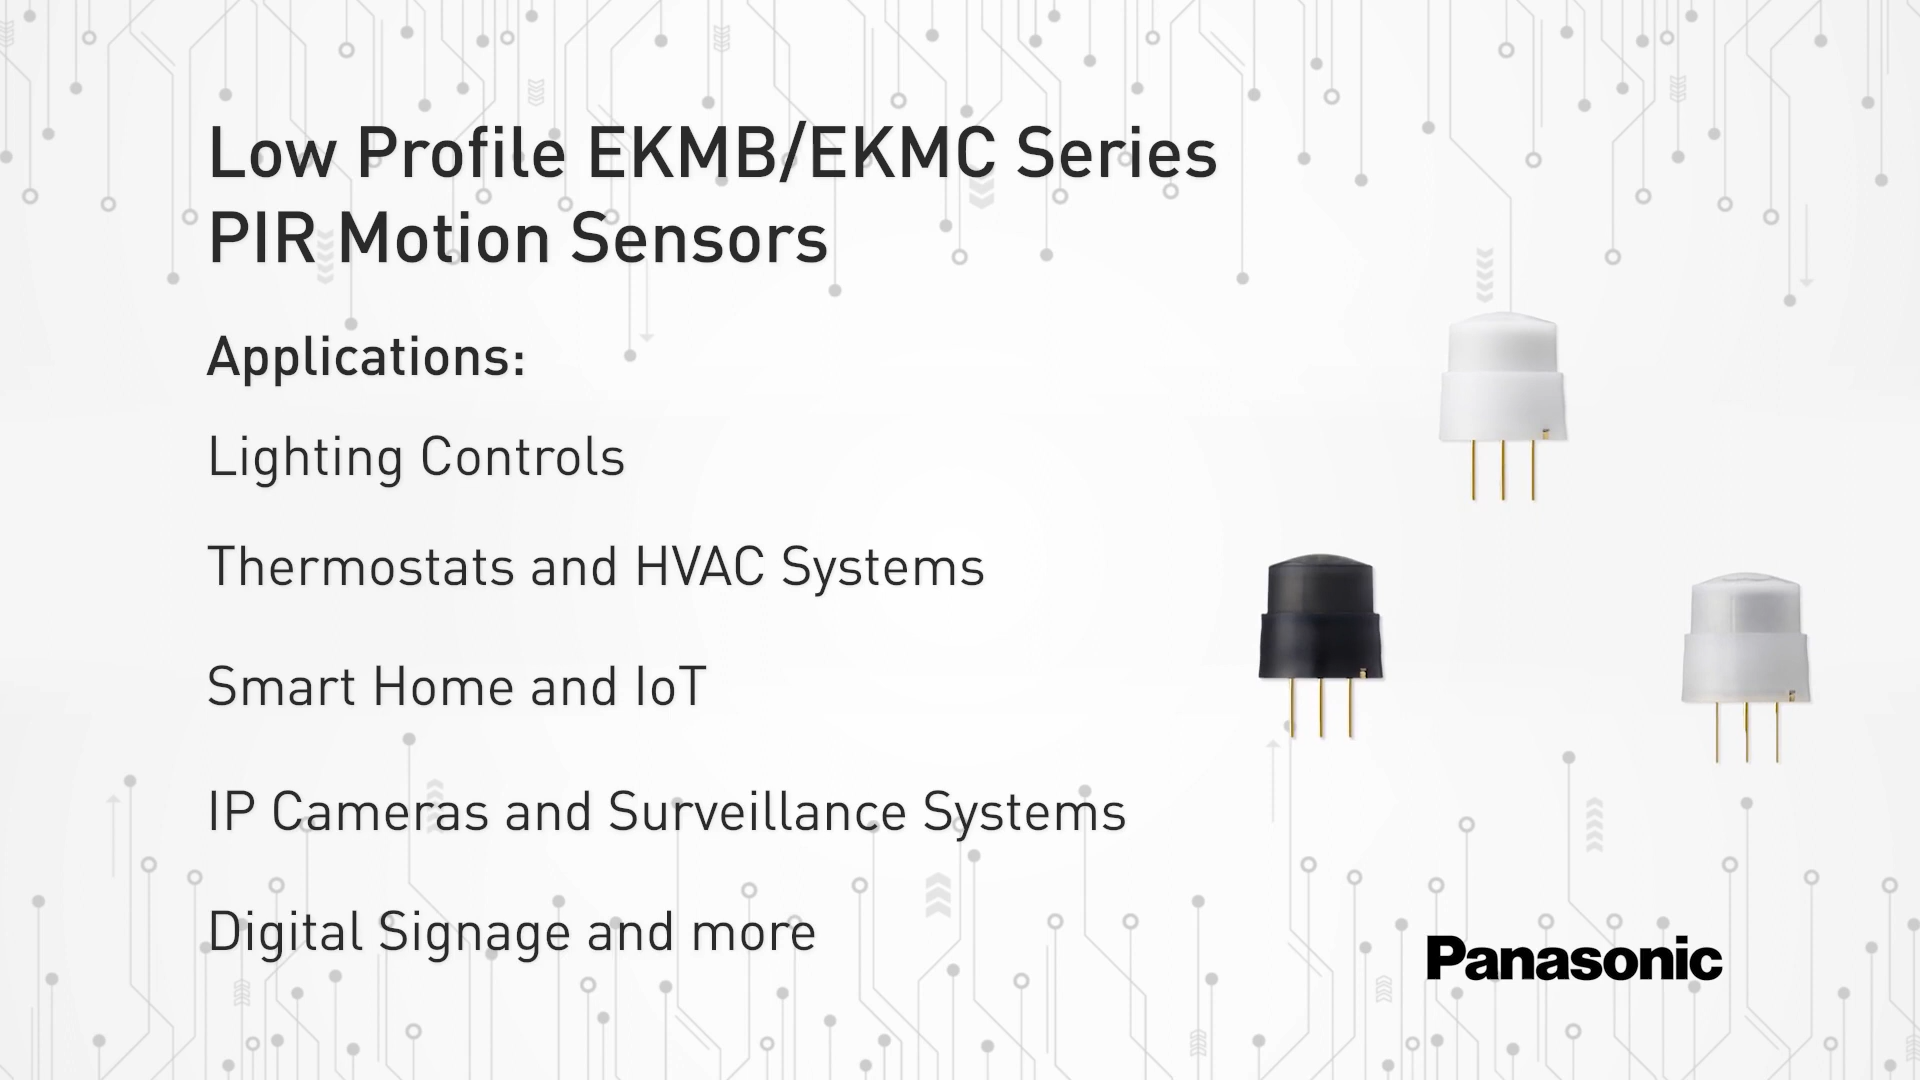 Low Profile EKMB/EKMC Series
PIR Motion Sensors
Applications:
Lighting Controls
Thermostats and HVAC Systems
Smart Home and IoT
IP Cameras and Surveillance Systems
Digital Signage and more
Panasonic